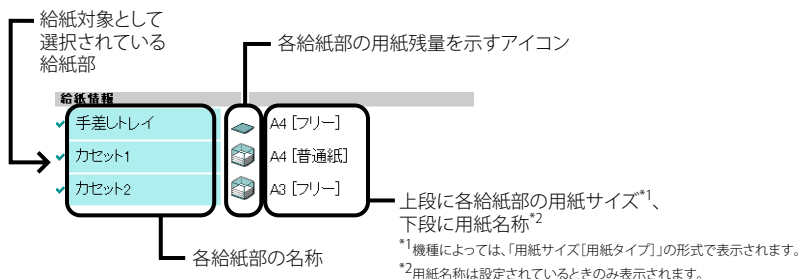 給紙対象として
選択されている
給紙部
各給紙部の用紙残量を示すアイコン
給紙情報
手差しトレイ
A4 [フリー]
カセット1
A4 [普通紙]
カセット2
A3 [フリー]
各給紙部の名称
上段に各給紙部の用紙サイズ*1、
下段に用紙名称*2
*1機種によっては、「用紙サイズ[用紙タイプ]」の形式で表示されます。
*2用紙名称は設定されているときのみ表示されます。